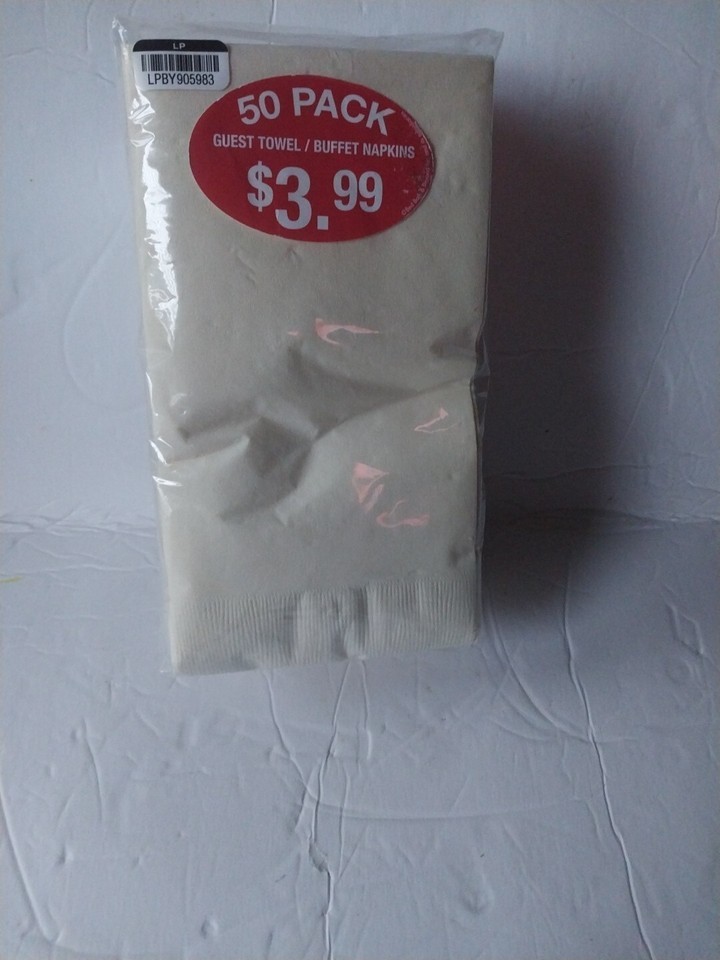 LP
LPBY905983
50 PACK
GUEST TOWEL / BUFFET NAPKINS
$3.99